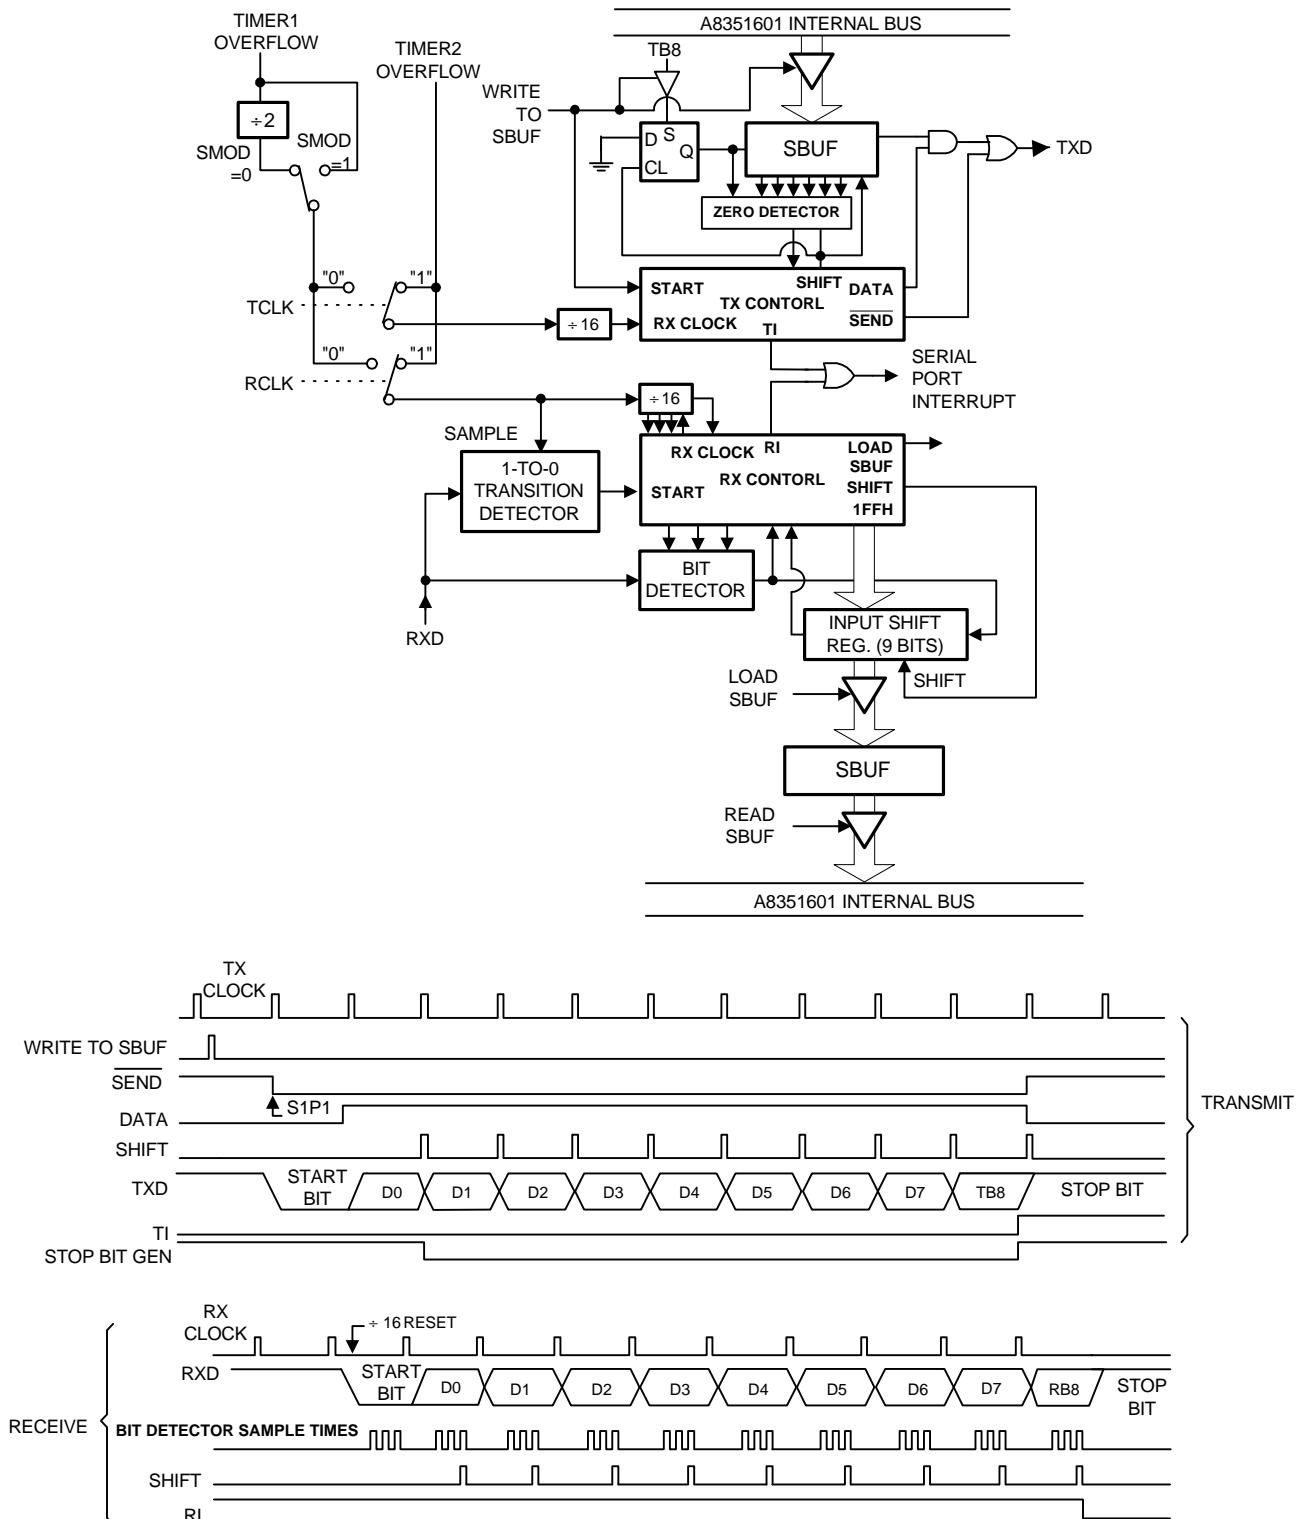 TIMER1
OVERFLOW
TIMER2
OVERFLOW
÷2
SMOD
=0
SMOD
=1
A8351601 INTERNAL BUS
TB8
WRITE
TO
SBUF
D
S
Q
CL
SBUF
TXD
ZERO DETECTOR
"0"
"1"
TCLK
÷16
START
SHIFT
DATA
TX CONTORL
RX CLOCK
TI
SEND
"0"
"1"
RCLK
SERIAL
PORT
INTERRUPT
÷16
SAMPLE
1-TO-0
TRANSITION
DETECTOR
RX CLOCK
RI
LOAD
SBUF
RX CONTORL
START
SHIFT
1FFH
BIT
DETECTOR
RXD
INPUT SHIFT
REG. (9 BITS)
LOAD
SBUF
SHIFT
SBUF
READ
SBUF
A8351601 INTERNAL BUS
TX
CLOCK
WRITE TO SBUF
SEND
S1P1
DATA
SHIFT
TXD
START
BIT
D0
D1
D2
D3
D4
D5
D6
D7
TB8
STOP BIT
TI
STOP BIT GEN
TRANSMIT
RX
CLOCK
÷ 16 RESET
RXD
START
BIT
D0
D1
D2
D3
D4
D5
D6
D7
RB8
STOP
BIT
RECEIVE
BIT DETECTOR SAMPLE TIMES
SHIFT
RI